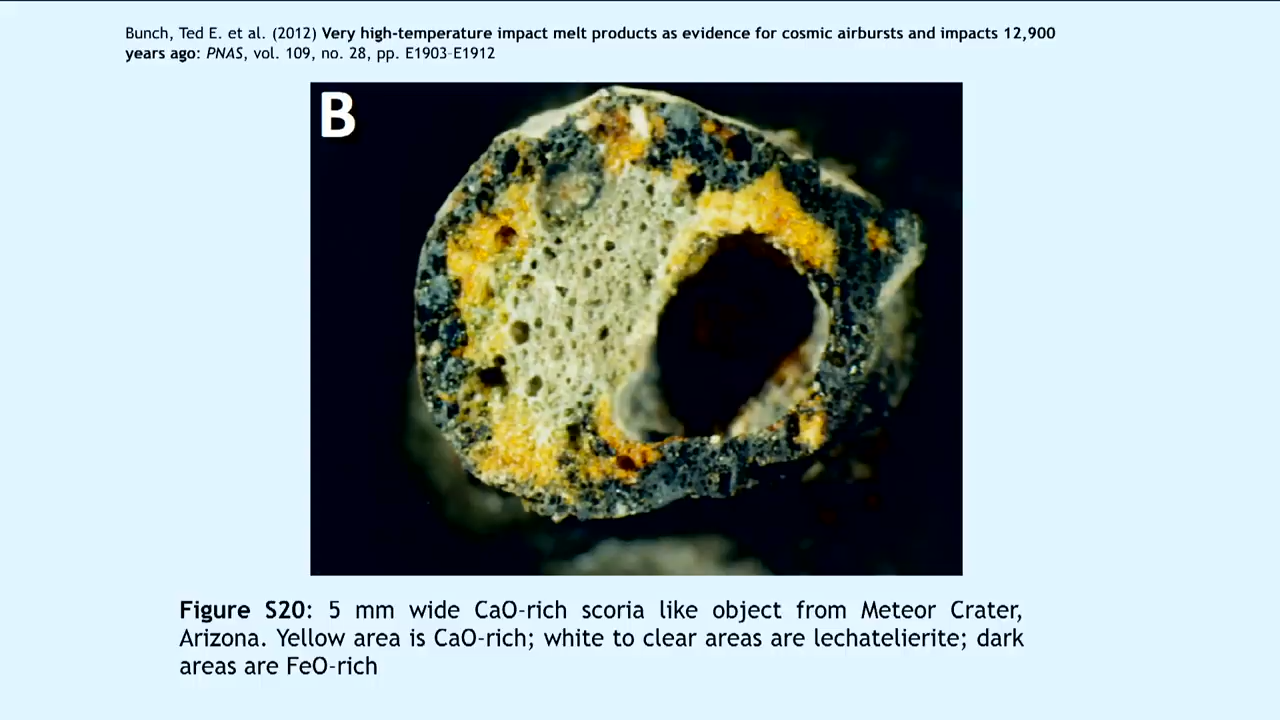 Bunch, Ted E. et al. (2012) Very high-temperature impact melt products as evidence for cosmic airbursts and impacts 12,900
years ago: PNAS, vol. 109, no. 28, pp. E1903–E1912
B
Figure S20: 5 mm wide CaO-rich scoria like object from Meteor Crater,
Arizona. Yellow area is CaO-rich; white to clear areas are lechatelierite; dark
areas are FeO-rich